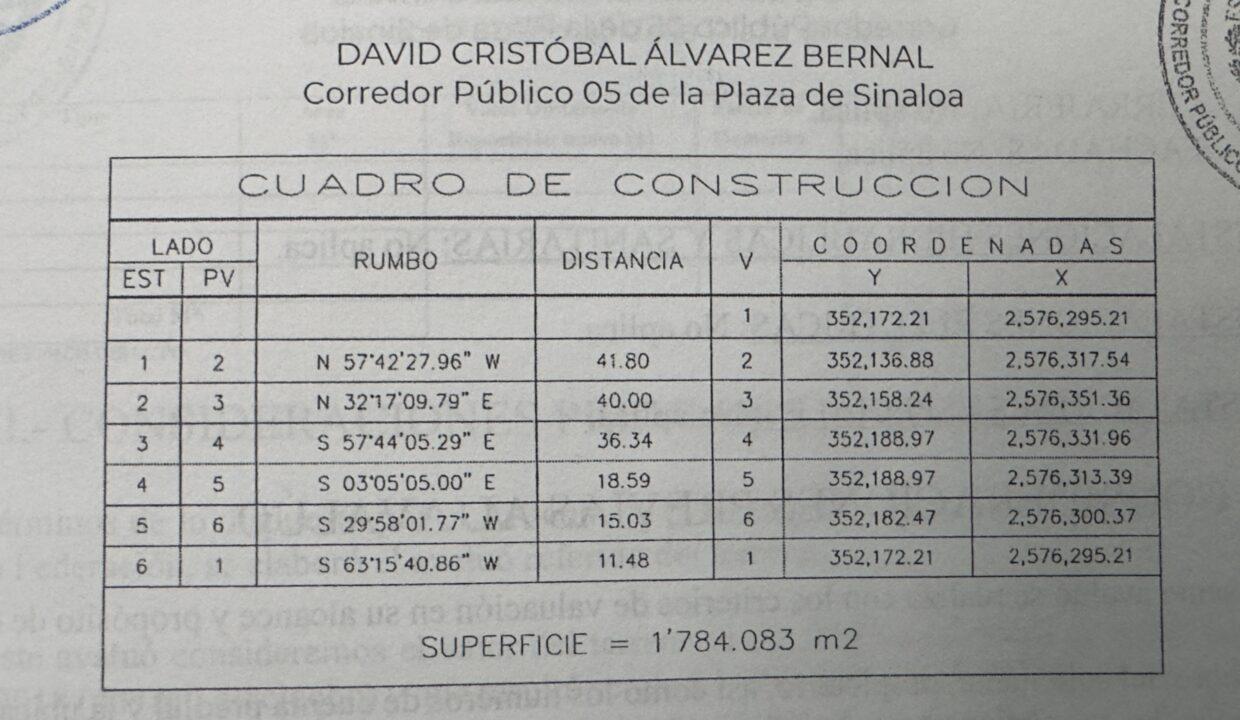 DAVID CRISTÓBAL ÁLVAREZ BERNAL
Corredor Público 05 de la Plaza de Sinaloa
CORREDOR PÚBLICO
CUADRO DE CONSTRUCCION
LADO RUMBO DISTANCIA V COORDENADAS
EST PV Y X
1 352,172.21 2,576,295.21
1 2 N 57°42'27.96" W 41.80 2 352,136.88 2,576,317.54
2 3 N 32°17'09.79" E 40.00 3 352,158.24 2,576,351.36
3 4 S 57°44'05.29" E 36.34 4 352,188.97 2,576,331.96
4 5 S 03°05'05.00" E 18.59 5 352,188.97 2,576,313.39
5 6 S 29°58'01.77" W 15.03 6 352,182.47 2,576,300.37
6 1 S 63°15'40.86" W 11.48 1 352,172.21 2,576,295.21
SUPERFICIE = 1'784.083 m2